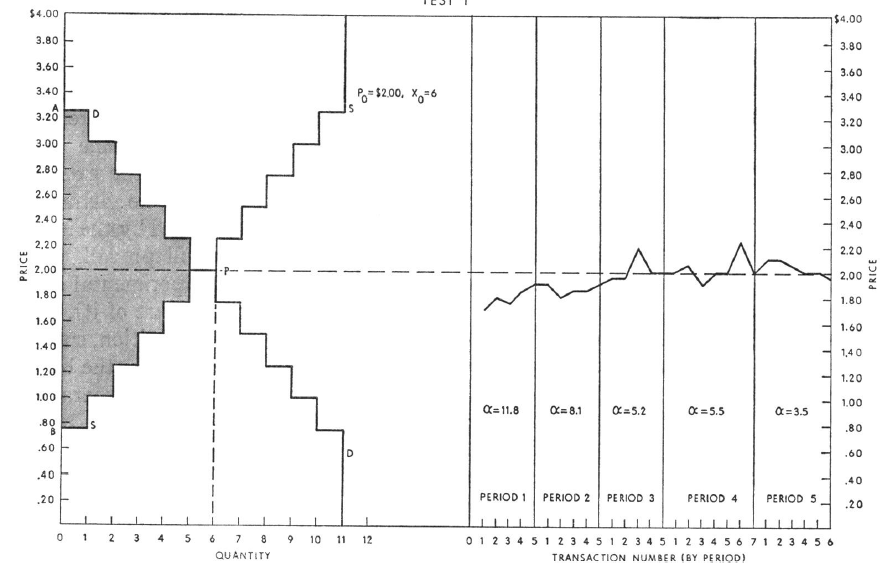 TEST 1
$4.00
3.80
3.60
3.40
A
3.20
3.00
2.80
2.60
2.40
2.20
2.00
1.80
1.60
1.40
1.20
1.00
.80
B
.60
.40
.20
PRICE
D
S
P
P0=$2.00, X0=6
S
D
0 1 2 3 4 5 6 7 8 9 10 11 12
QUANTITY
α=11.8 α=8.1 α=5.2 α=5.5 α=3.5
PERIOD 1 PERIOD 2 PERIOD 3 PERIOD 4 PERIOD 5
0 1 2 3 4 5 1 2 3 4 5 1 2 3 4 5 1 2 3 4 5 6 7 1 2 3 4 5 6
TRANSACTION NUMBER (BY PERIOD)
$4.00
3.80
3.60
3.40
3.20
3.00
2.80
2.60
2.40
2.20
2.00
1.80
1.60
1.40
1.20
1.00
.80
.60
.40
.20
PRICE